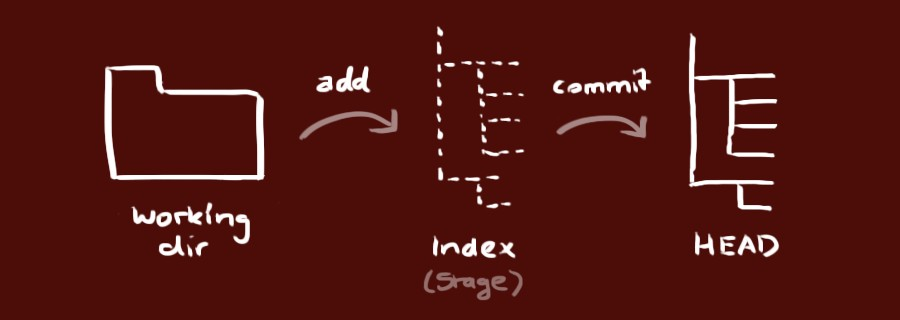 add
commit
working
dir
Index
(Stage)
HEAD